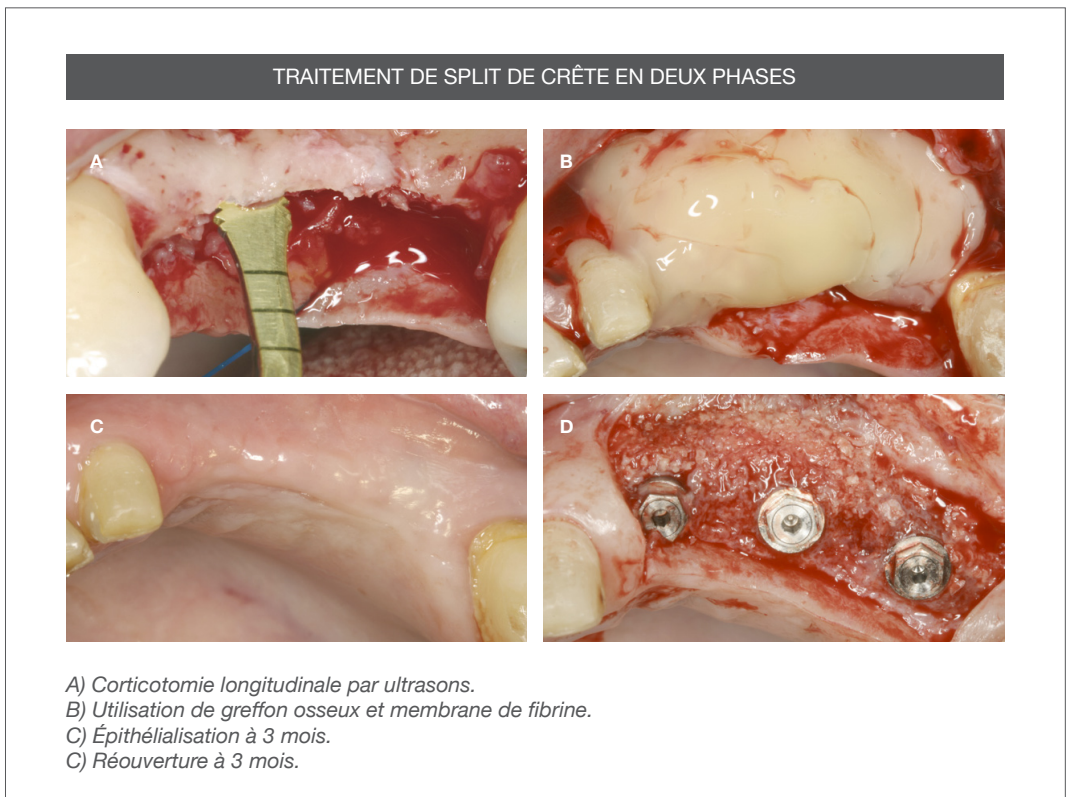 TRAITEMENT DE SPLIT DE CRÊTE EN DEUX PHASES
A
B
C
D
A) Corticotomie longitudinale par ultrasons.
B) Utilisation de greffon osseux et membrane de fibrine.
C) Épithélialisation à 3 mois.
C) Réouverture à 3 mois.